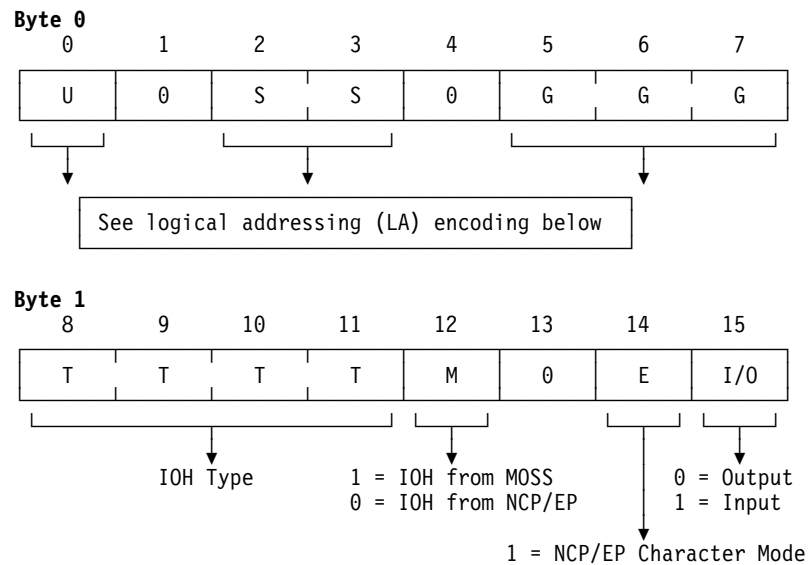 Byte 0
0 1 2 3 4 5 6 7
U 0 S S 0 G G G
See logical addressing (LA) encoding below
Byte 1
8 9 10 11 12 13 14 15
T T T T M 0 E I/O
IOH Type 1 = IOH from MOSS 0 = Output
0 = IOH from NCP/EP 1 = Input
1 = NCP/EP Character Mode